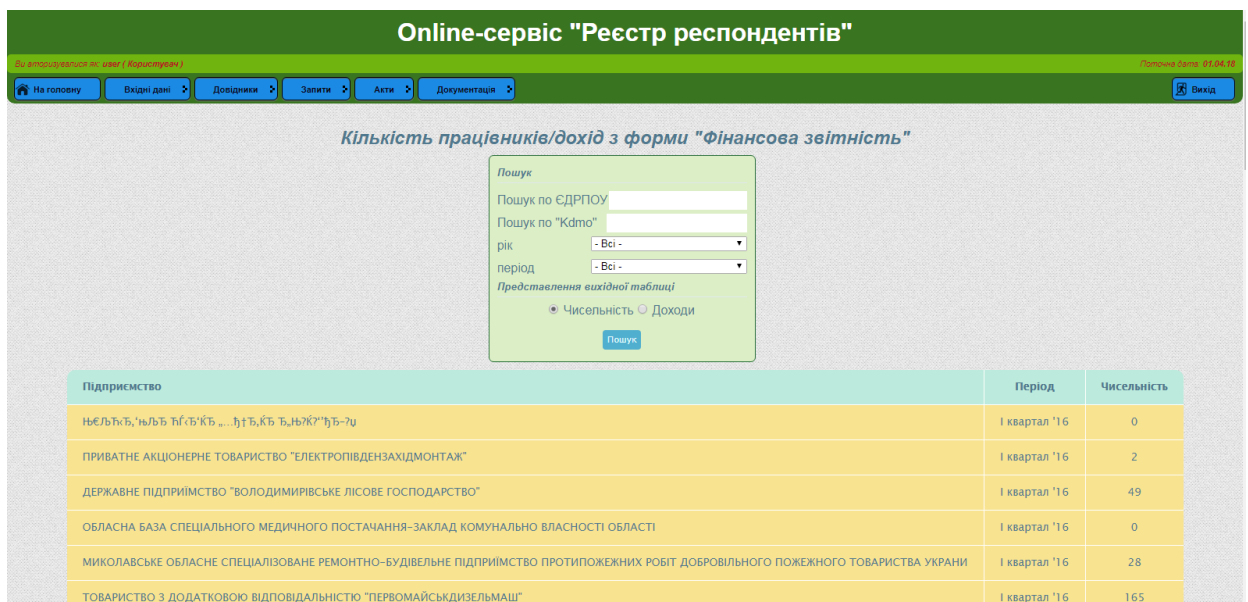 Online-сервіс "Реєстр респондентів"
Ви авторизувалися як: user ( Користувач ) Поточна дата: 01.04.18
На головну Вхідні дані Довідники Запити Акти Документація Вихід
Кількість працівників/дохід з форми "Фінансова звітність"
Пошук
Пошук по ЄДРПОУ
Пошук по "Kdmo"
рік - Всі -
період - Всі -
Представлення вихідної таблиці
Чисельність Доходи
Пошук
Підприємство Період Чисельність
I квартал '16 0
ПРИВАТНЕ АКЦІОНЕРНЕ ТОВАРИСТВО "ЕЛЕКТРОПІВДЕНЗАХІДМОНТАЖ" I квартал '16 2
ДЕРЖАВНЕ ПІДПРИЇМСТВО "ВОЛОДИМИРІВСЬКЕ ЛІСОВЕ ГОСПОДАРСТВО" I квартал '16 49
ОБЛАСНА БАЗА СПЕЦІАЛЬНОГО МЕДИЧНОГО ПОСТАЧАННЯ-ЗАКЛАД КОМУНАЛЬНО ВЛАСНОСТІ ОБЛАСТІ I квартал '16 0
МИКОЛАВСЬКЕ ОБЛАСНЕ СПЕЦІАЛІЗОВАНЕ РЕМОНТНО-БУДІВЕЛЬНЕ ПІДПРИЇМСТВО ПРОТИПОЖЕЖНИХ РОБІТ ДОБРОВІЛЬНОГО ПОЖЕЖНОГО ТОВАРИСТВА УКРАНИ I квартал '16 28
ТОВАРИСТВО З ДОДАТКОВОЮ ВІДПОВІДАЛЬНІСТЮ "ПЕРВОМАЙСЬКДИЗЕЛЬМАШ" I квартал '16 165